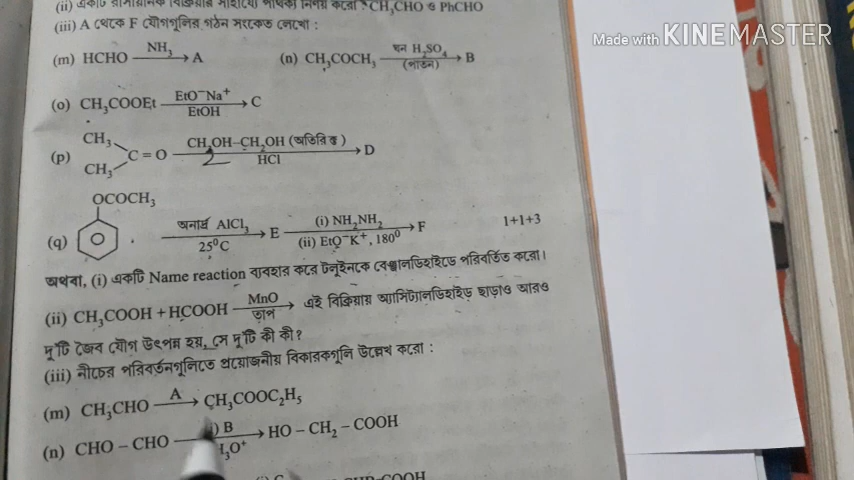 (ii) একটি রাসায়নিক বিক্রিয়ার সাহায্যে পার্থক্য নির্ণয় করো : CH₃CHO ও PhCHO
(iii) A থেকে F যৌগগুলির গঠন সংকেত লেখো :
Made with KINEMASTER
(m) HCHO —NH₃→ A (n) CH₃COCH₃ —ঘন H₂SO₄ (পাতন)→ B
(o) CH₃COOEt —EtO⁻Na⁺ EtOH→ C
(p) CH₃ CH₃ C = O —CH₂OH–CH₂OH (অতিরিক্ত) HCl→ D
OCOCH₃
(q) —অনার্দ্র AlCl₃ 25⁰C→ E —(i) NH₂NH₂ (ii) EtO⁻K⁺, 180⁰→ F 1+1+3
অথবা, (i) একটি Name reaction ব্যবহার করে টলুইনকে বেঞ্জালডিহাইডে পরিবর্তিত করো।
(ii) CH₃COOH + HCOOH —MnO তাপ→ এই বিক্রিয়ায় অ্যাসিট্যালডিহাইড ছাড়াও আরও
দুটি জৈব যৌগ উৎপন্ন হয়, সে দুটি কী কী?
(iii) নীচের পরিবর্তনগুলিতে প্রয়োজনীয় বিকারকগুলি উল্লেখ করো :
(m) CH₃CHO —A→ CH₃COOC₂H₅
(n) CHO – CHO —) B ₃O⁺→ HO – CH₂ – COOH
COOH